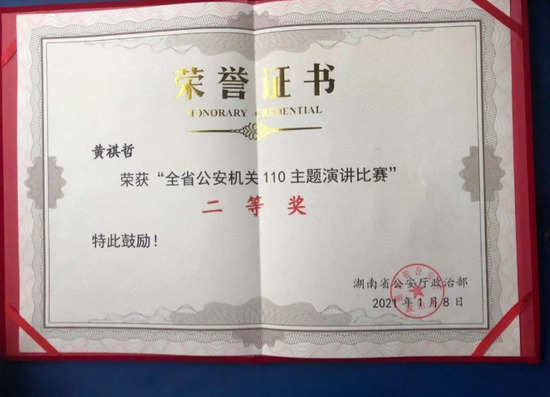 荣誉证书
HONORARY CREDENTIAL
黄祺哲
荣获“全省公安机关110主题演讲比赛”
二等奖
特此鼓励！
湖南省公安厅政治部
2021年1月8日